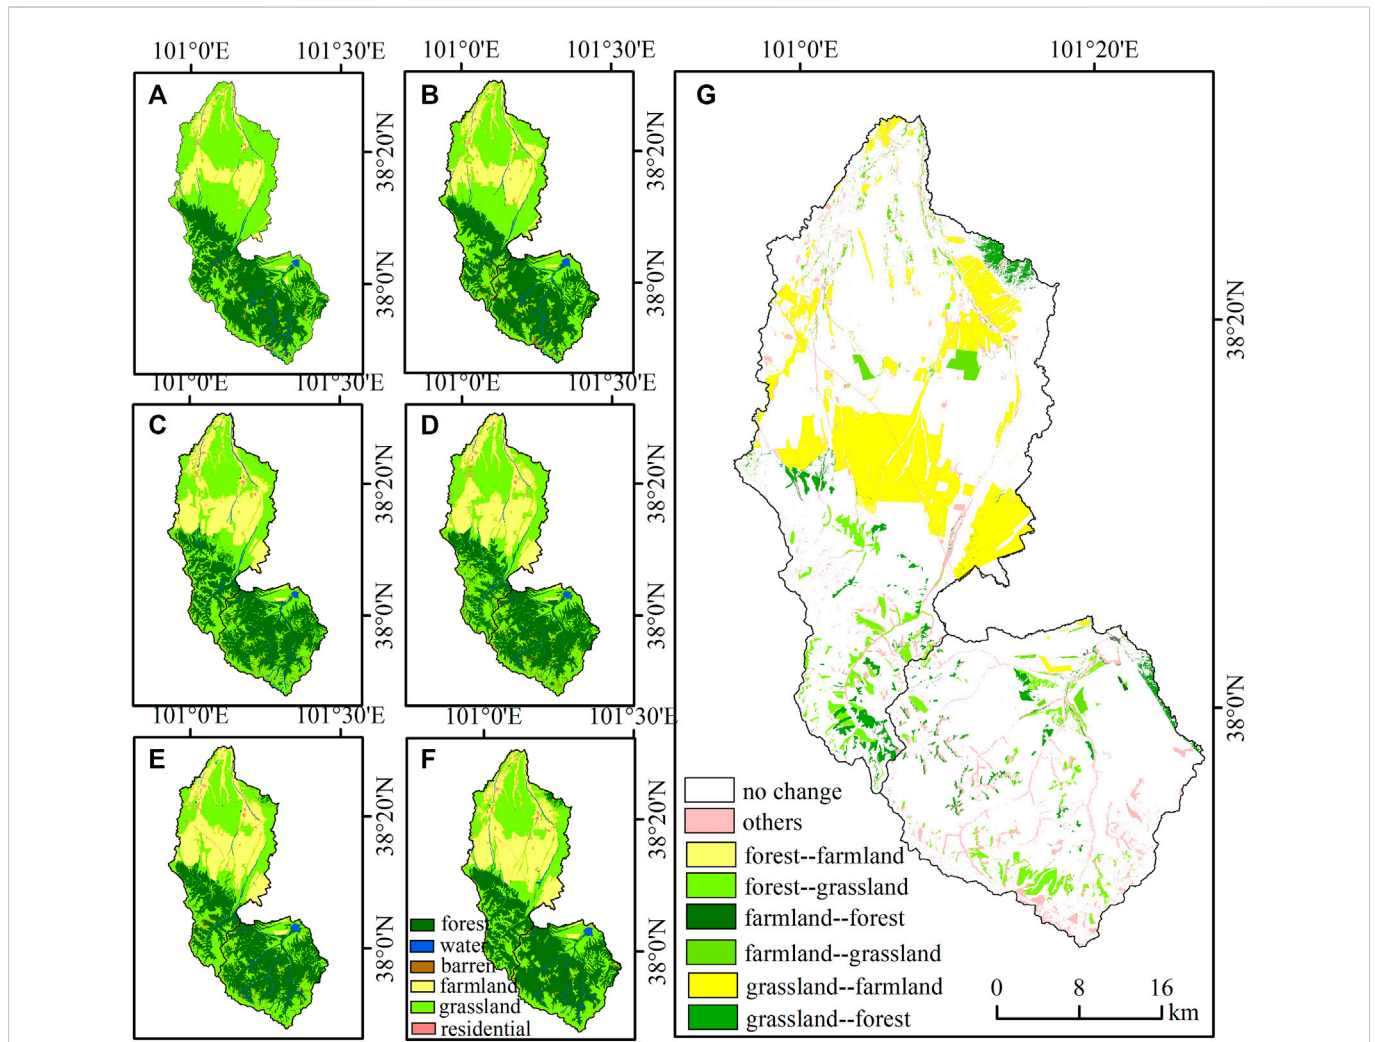 101°0'E 101°30'E
101°0'E 101°30'E
101°0'E 101°20'E
A
B
G
38°20'N
38°0'N
38°20'N
38°0'N
38°20'N
38°0'N
101°0'E 101°30'E
101°0'E 101°30'E
C
D
38°20'N
38°0'N
38°20'N
38°0'N
101°0'E 101°30'E
101°0'E 101°30'E
E
F
38°20'N
38°0'N
38°20'N
38°0'N
forest
water
barren
farmland
grassland
residential
no change
others
forest--farmland
forest--grassland
farmland--forest
farmland--grassland
grassland--farmland
grassland--forest
0 8 16
km